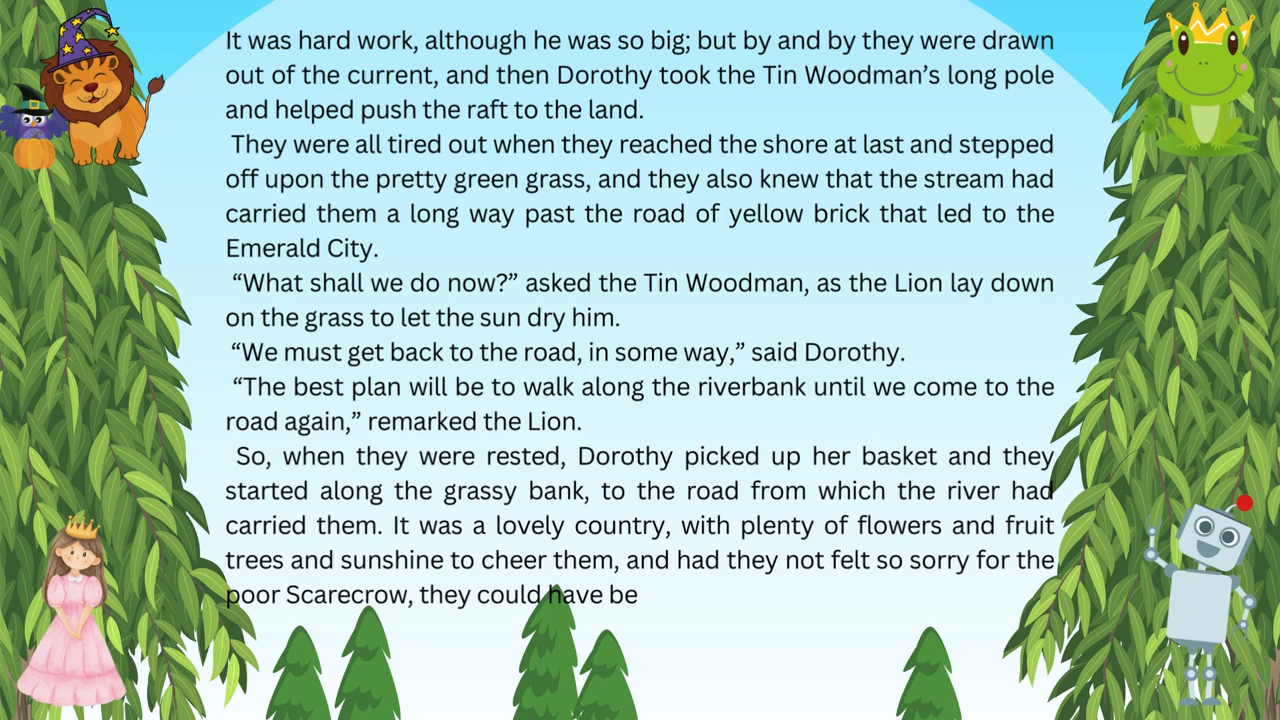 It was hard work, although he was so big; but by and by they were drawn
out of the current, and then Dorothy took the Tin Woodman’s long pole
and helped push the raft to the land.
They were all tired out when they reached the shore at last and stepped
off upon the pretty green grass, and they also knew that the stream had
carried them a long way past the road of yellow brick that led to the
Emerald City.
“What shall we do now?” asked the Tin Woodman, as the Lion lay down
on the grass to let the sun dry him.
“We must get back to the road, in some way,” said Dorothy.
“The best plan will be to walk along the riverbank until we come to the
road again,” remarked the Lion.
So, when they were rested, Dorothy picked up her basket and they
started along the grassy bank, to the road from which the river had
carried them. It was a lovely country, with plenty of flowers and fruit
trees and sunshine to cheer them, and had they not felt so sorry for the
poor Scarecrow, they could have be